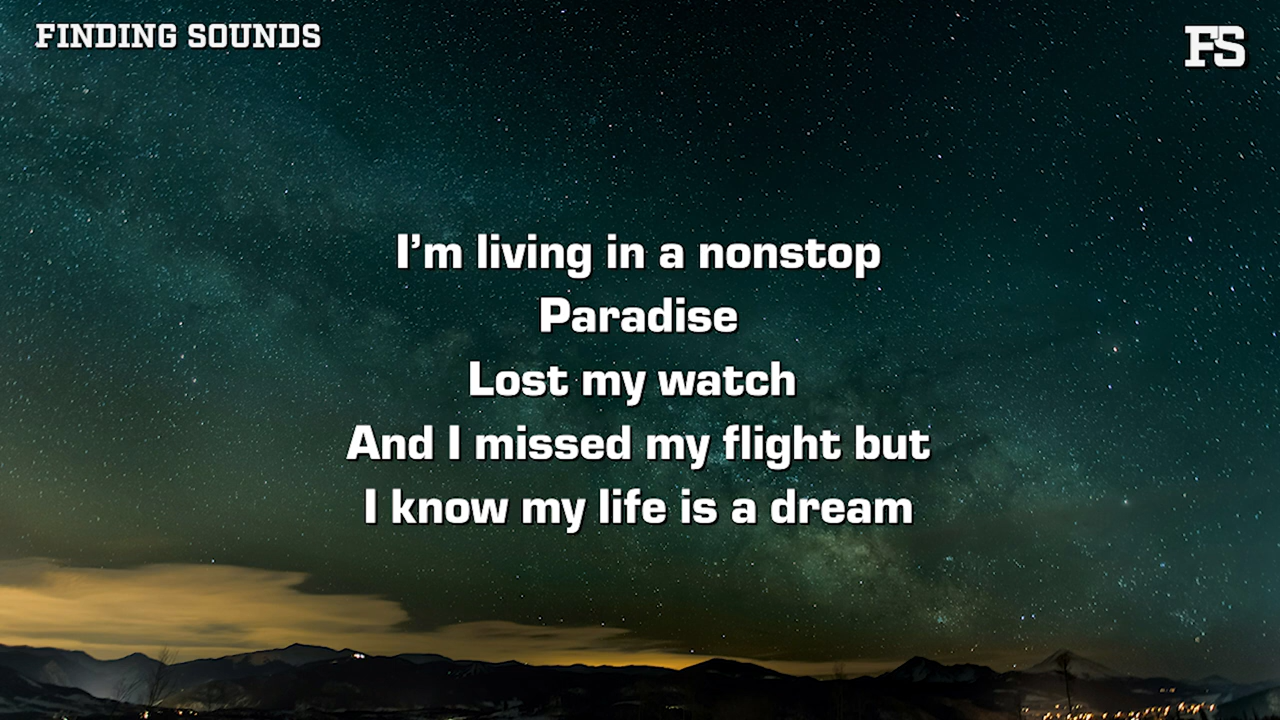 FINDING SOUNDS
FS
I'm living in a nonstop
Paradise
Lost my watch
And I missed my flight but
I know my life is a dream